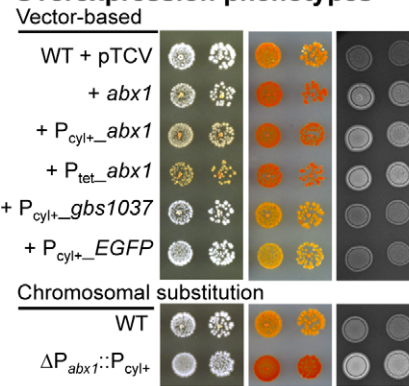 Overexpression phenotypes
Vector-based
WT + pTCV
+ abx1
+ Pcyl+_abx1
+ Ptet_abx1
+ Pcyl+_gbs1037
+ Pcyl+_EGFP
Chromosomal substitution
WT
ΔPabx1::Pcyl+